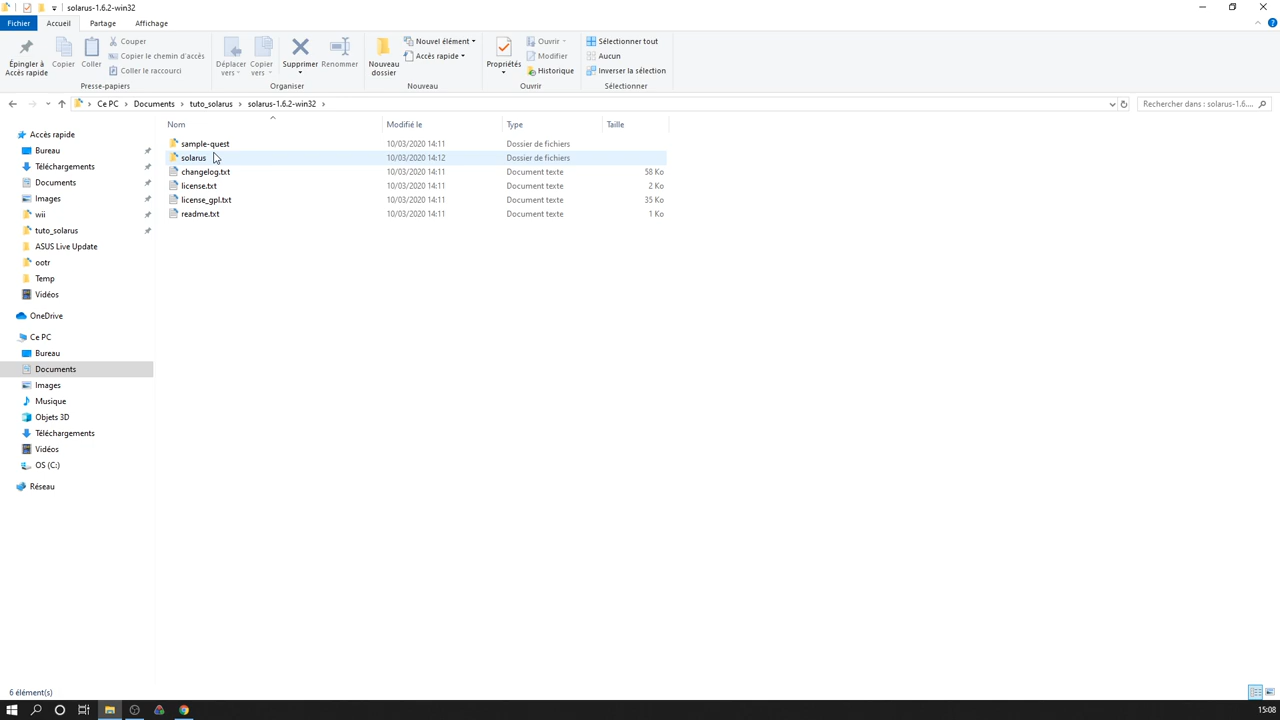 solarus-1.6.2-win32
Fichier Accueil Partage Affichage
Épingler à Accès rapide
Copier
Coller
Couper
Copier le chemin d'accès
Coller le raccourci
Presse-papiers
Déplacer vers
Copier vers
Supprimer
Renommer
Organiser
Nouveau dossier
Nouvel élément
Accès rapide
Nouveau
Propriétés
Ouvrir
Modifier
Historique
Ouvrir
Sélectionner tout
Aucun
Inverser la sélection
Sélectionner
Ce PC > Documents > tuto_solarus > solarus-1.6.2-win32 >
Rechercher dans : solarus-1.6....
Accès rapide
Bureau
Téléchargements
Documents
Images
wii
tuto_solarus
ASUS Live Update
ootr
Temp
Vidéos
OneDrive
Ce PC
Bureau
Documents
Images
Musique
Objets 3D
Téléchargements
Vidéos
OS (C:)
Réseau
Nom Modifié le Type Taille
sample-quest 10/03/2020 14:11 Dossier de fichiers
solarus 10/03/2020 14:12 Dossier de fichiers
changelog.txt 10/03/2020 14:11 Document texte 58 Ko
license.txt 10/03/2020 14:11 Document texte 2 Ko
license_gpl.txt 10/03/2020 14:11 Document texte 35 Ko
readme.txt 10/03/2020 14:11 Document texte 1 Ko
6 élément(s)
15:08